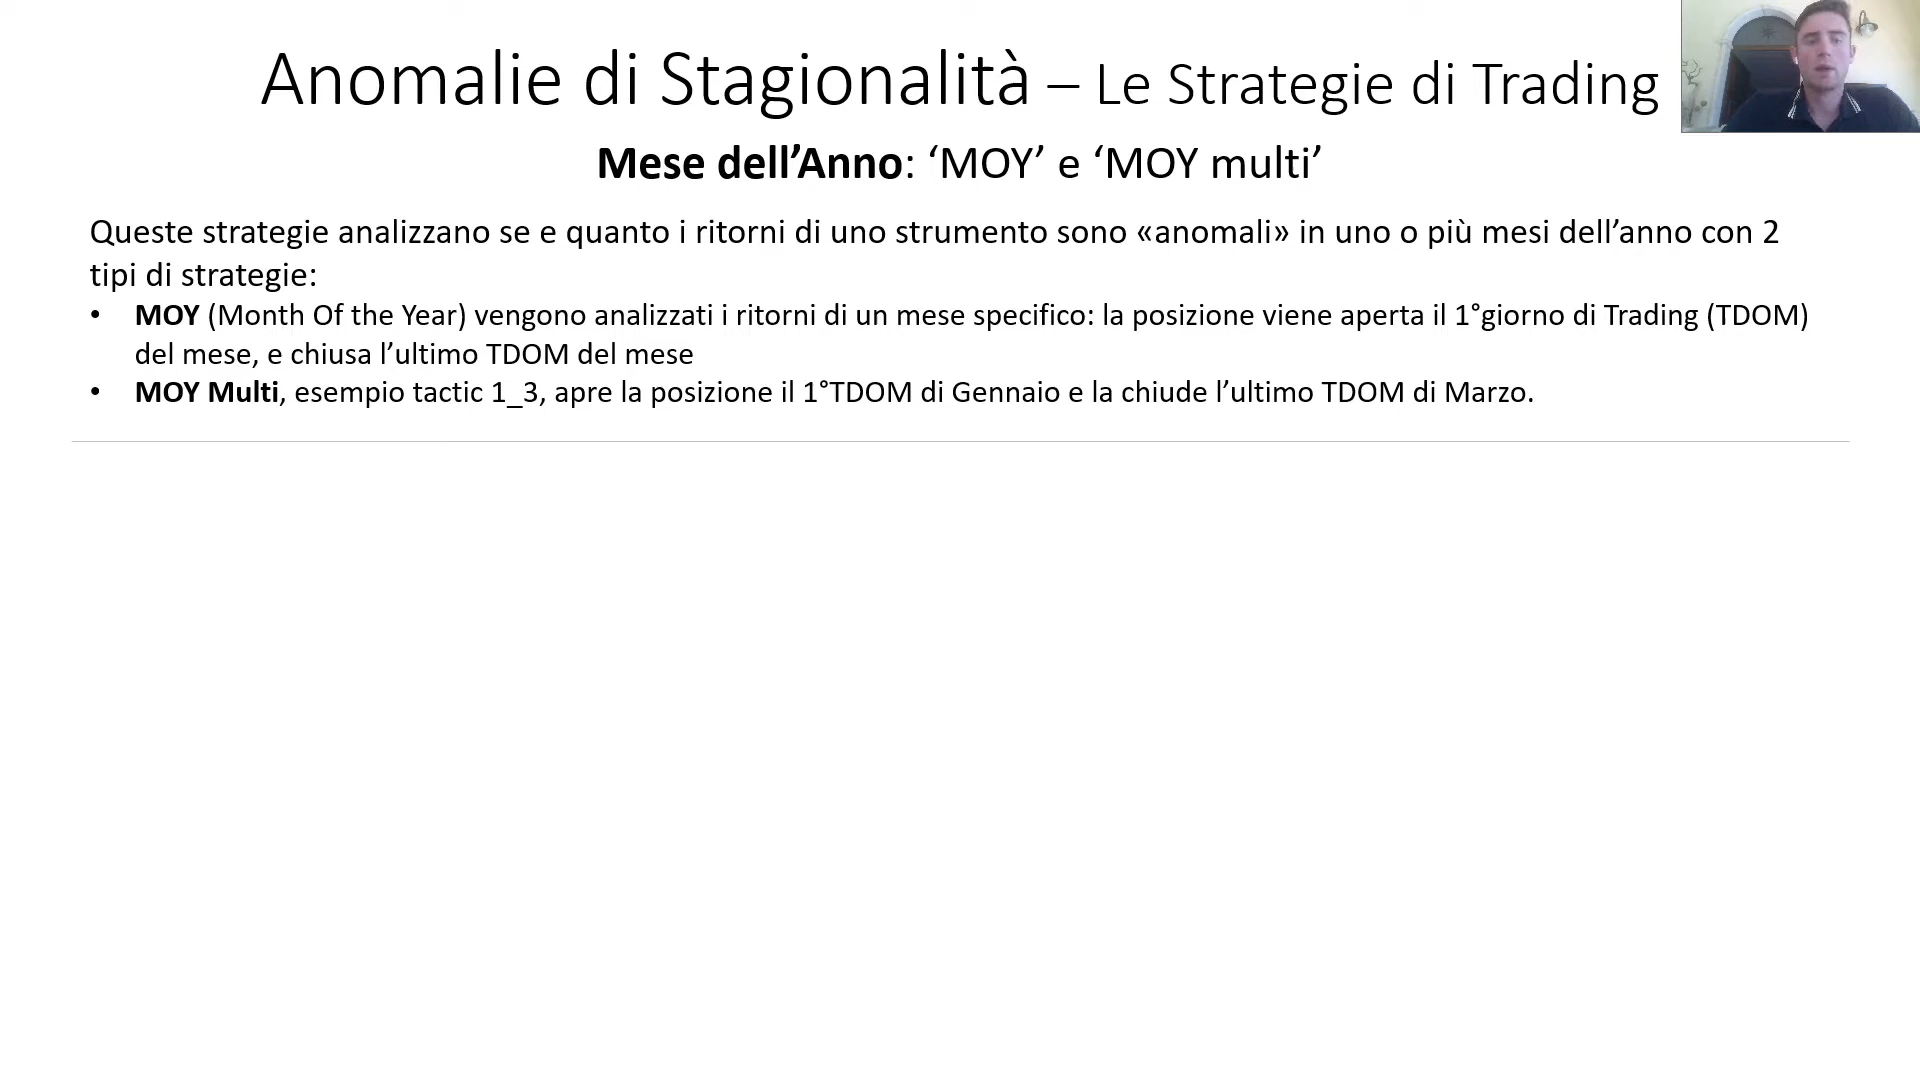 Anomalie di Stagionalità – Le Strategie di Trading
Mese dell’Anno: ‘MOY’ e ‘MOY multi’
Queste strategie analizzano se e quanto i ritorni di uno strumento sono «anomali» in uno o più mesi dell’anno con 2
tipi di strategie:
• MOY (Month Of the Year) vengono analizzati i ritorni di un mese specifico: la posizione viene aperta il 1°giorno di Trading (TDOM)
del mese, e chiusa l’ultimo TDOM del mese
• MOY Multi, esempio tactic 1_3, apre la posizione il 1°TDOM di Gennaio e la chiude l’ultimo TDOM di Marzo.